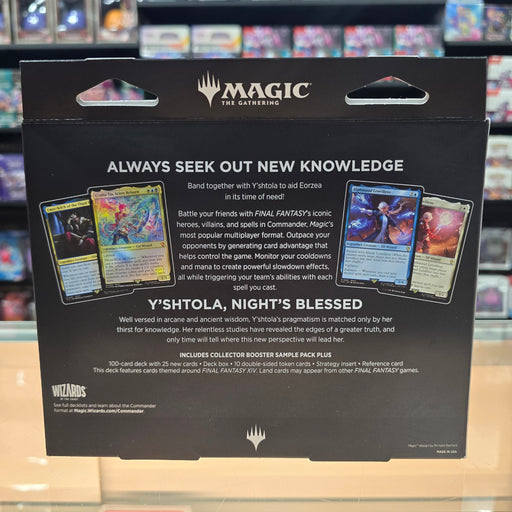 MAGIC
THE GATHERING
ALWAYS SEEK OUT NEW KNOWLEDGE
Band together with Y'shtola to aid Eorzea
in its time of need!
Battle your friends with FINAL FANTASY's iconic
heroes, villains, and spells in Commander, Magic's
most popular multiplayer format. Outpace your
opponents by generating card advantage that
helps control the game. Monitor your cooldowns
and mana to create powerful slowdown effects,
all while triggering your team's abilities with each
spell you cast.
Y'SHTOLA, NIGHT'S BLESSED
Well versed in arcane and ancient wisdom, Y'shtola's pragmatism is matched only by her
thirst for knowledge. Her relentless studies have revealed the edges of a greater truth, and
only time will tell where this new perspective will lead her.
INCLUDES COLLECTOR BOOSTER SAMPLE PACK PLUS
100-card deck with 25 new cards • Deck box • 10 double-sided token cards • Strategy insert • Reference card
This deck features cards themed around FINAL FANTASY XIV. Land cards may appear from other FINAL FANTASY games.
WIZARDS
OF THE COAST
See full decklists and learn about the Commander
format at Magic.Wizards.com/Commander.
MADE IN USA